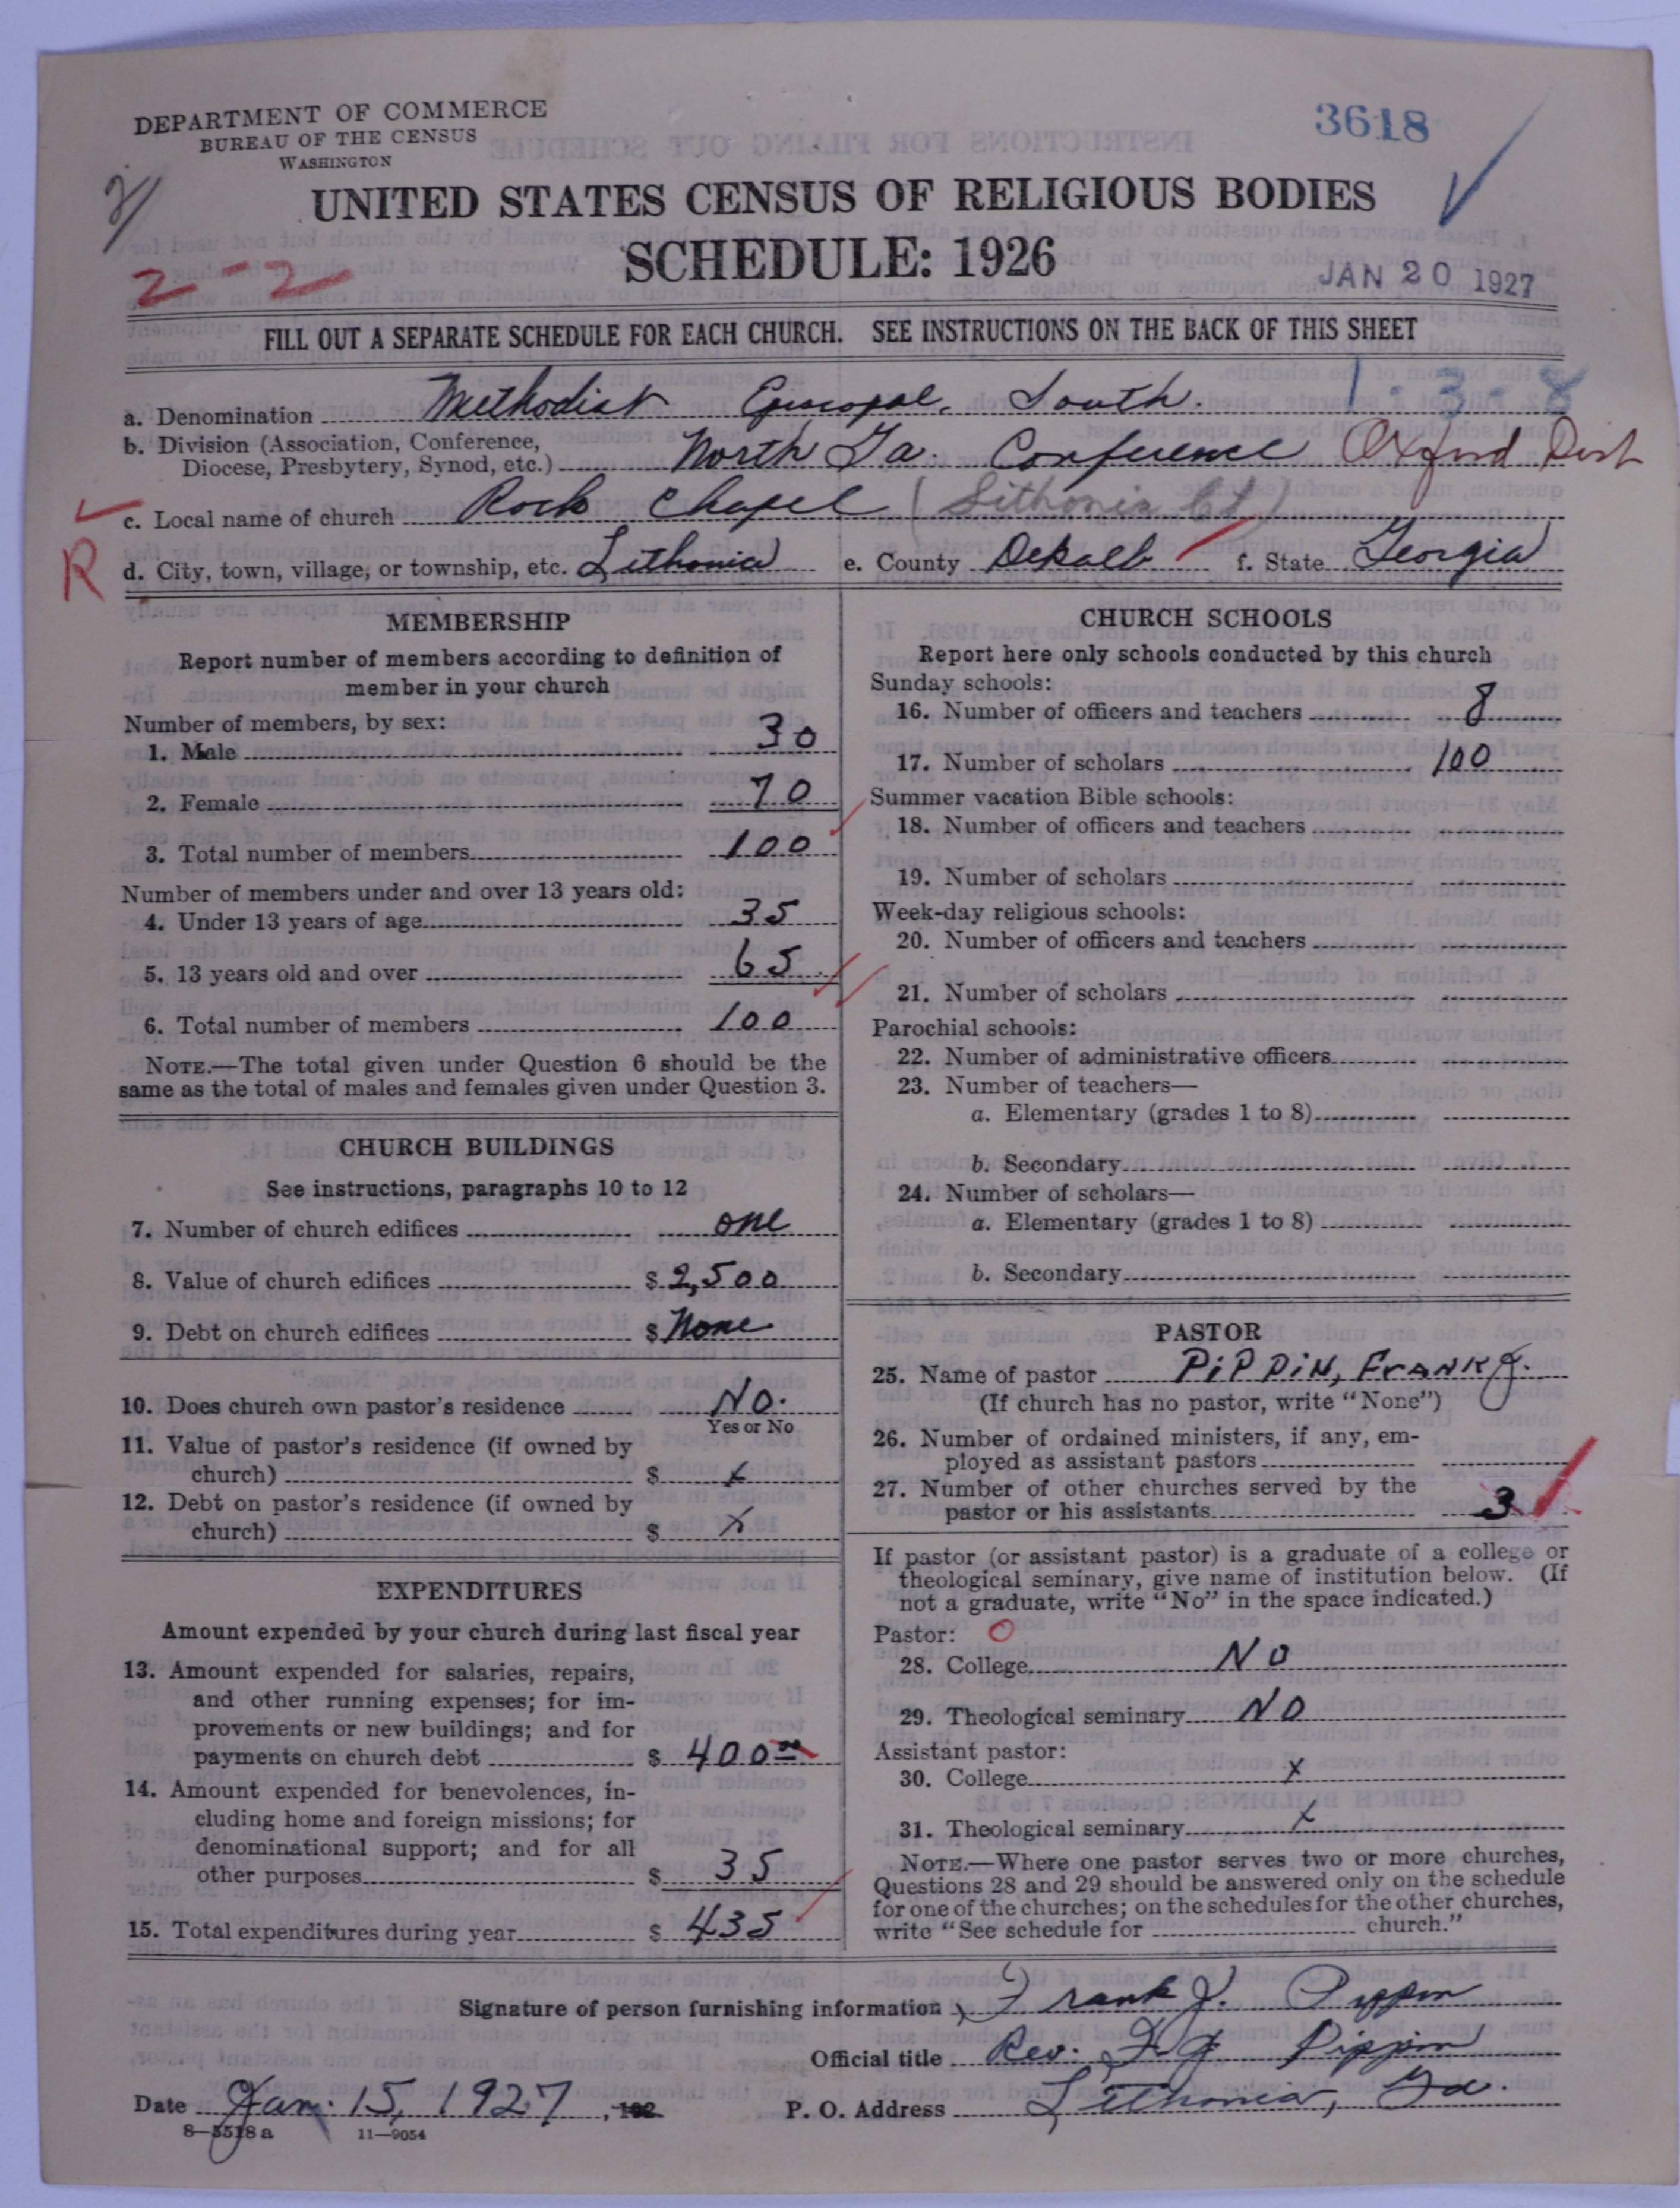 DEPARTMENT OF COMMERCE
BUREAU OF THE CENSUS
WASHINGTON
3618
2-2
UNITED STATES CENSUS OF RELIGIOUS BODIES
SCHEDULE: 1926
JAN 20 1927
FILL OUT A SEPARATE SCHEDULE FOR EACH CHURCH. SEE INSTRUCTIONS ON THE BACK OF THIS SHEET
1-3-8
a. Denomination Methodist Episcopal, South.
b. Division (Association, Conference,
Diocese, Presbytery, Synod, etc.) North Ga. Conference Oxford Dist
c. Local name of church Rock Chapel (Lithonia Ct)
R
d. City, town, village, or township, etc. Lithonia e. County Dekalb f. State Georgia
MEMBERSHIP
Report number of members according to definition of
member in your church
Number of members, by sex:
1. Male 30
2. Female 70
3. Total number of members 100
Number of members under and over 13 years old:
4. Under 13 years of age 35
5. 13 years old and over 65
6. Total number of members 100
NOTE.—The total given under Question 6 should be the
same as the total of males and females given under Question 3.
CHURCH BUILDINGS
See instructions, paragraphs 10 to 12
7. Number of church edifices one
8. Value of church edifices $ 2,500
9. Debt on church edifices $ None
10. Does church own pastor's residence No.
Yes or No
11. Value of pastor's residence (if owned by
church) $ x
12. Debt on pastor's residence (if owned by
church) $ x
EXPENDITURES
Amount expended by your church during last fiscal year
13. Amount expended for salaries, repairs,
and other running expenses; for im-
provements or new buildings; and for
payments on church debt $ 400 00
14. Amount expended for benevolences, in-
cluding home and foreign missions; for
denominational support; and for all
other purposes $ 35
15. Total expenditures during year $ 435
CHURCH SCHOOLS
Report here only schools conducted by this church
Sunday schools:
16. Number of officers and teachers 8
17. Number of scholars 100
Summer vacation Bible schools:
18. Number of officers and teachers
19. Number of scholars
Week-day religious schools:
20. Number of officers and teachers
21. Number of scholars
Parochial schools:
22. Number of administrative officers
23. Number of teachers—
a. Elementary (grades 1 to 8)
b. Secondary
24. Number of scholars—
a. Elementary (grades 1 to 8)
b. Secondary
PASTOR
25. Name of pastor PiPPiN, FrANK J.
(If church has no pastor, write "None")
26. Number of ordained ministers, if any, em-
ployed as assistant pastors
27. Number of other churches served by the
pastor or his assistants 3
If pastor (or assistant pastor) is a graduate of a college or
theological seminary, give name of institution below. (If
not a graduate, write "No" in the space indicated.)
Pastor: O
28. College No
29. Theological seminary No
Assistant pastor:
30. College x
31. Theological seminary x
NOTE.—Where one pastor serves two or more churches,
Questions 28 and 29 should be answered only on the schedule
for one of the churches; on the schedules for the other churches,
write "See schedule for church."
Signature of person furnishing information Frank J. Pippin
Official title Rev. F. J. Pippin
Date Jan. 15, 1927, 192 P. O. Address Lithonia, Ga.
8—5518 a 11—9054